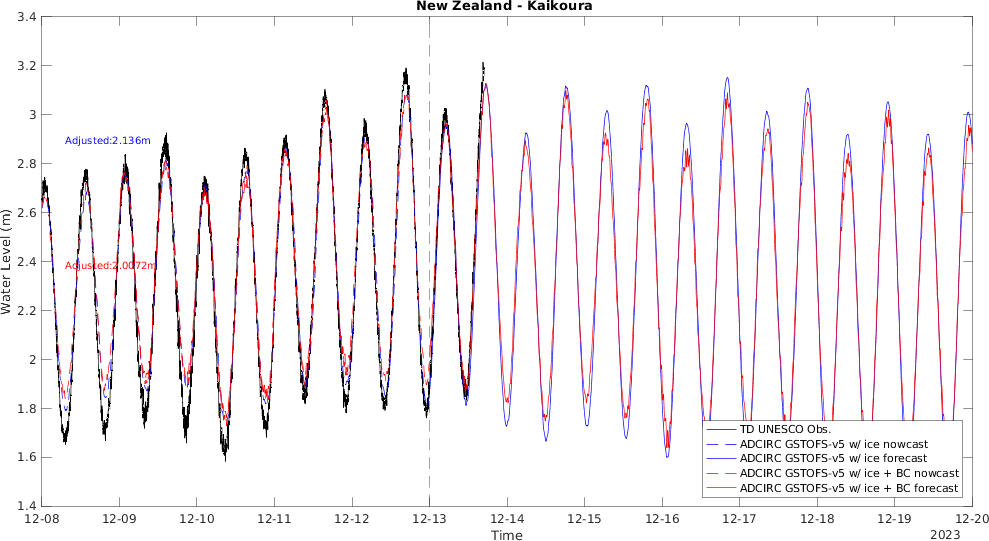 New Zealand - Kaikoura
3.4
3.2
3
2.8
2.6
2.4
2.2
2
1.8
1.6
1.4
Water Level (m)
Adjusted:2.136m
Adjusted:2.0072m
TD UNESCO Obs.
ADCIRC GSTOFS-v5 w/ ice nowcast
ADCIRC GSTOFS-v5 w/ ice forecast
ADCIRC GSTOFS-v5 w/ ice + BC nowcast
ADCIRC GSTOFS-v5 w/ ice + BC forecast
12-08 12-09 12-10 12-11 12-12 12-13 12-14 12-15 12-16 12-17 12-18 12-19 12-20
Time
2023